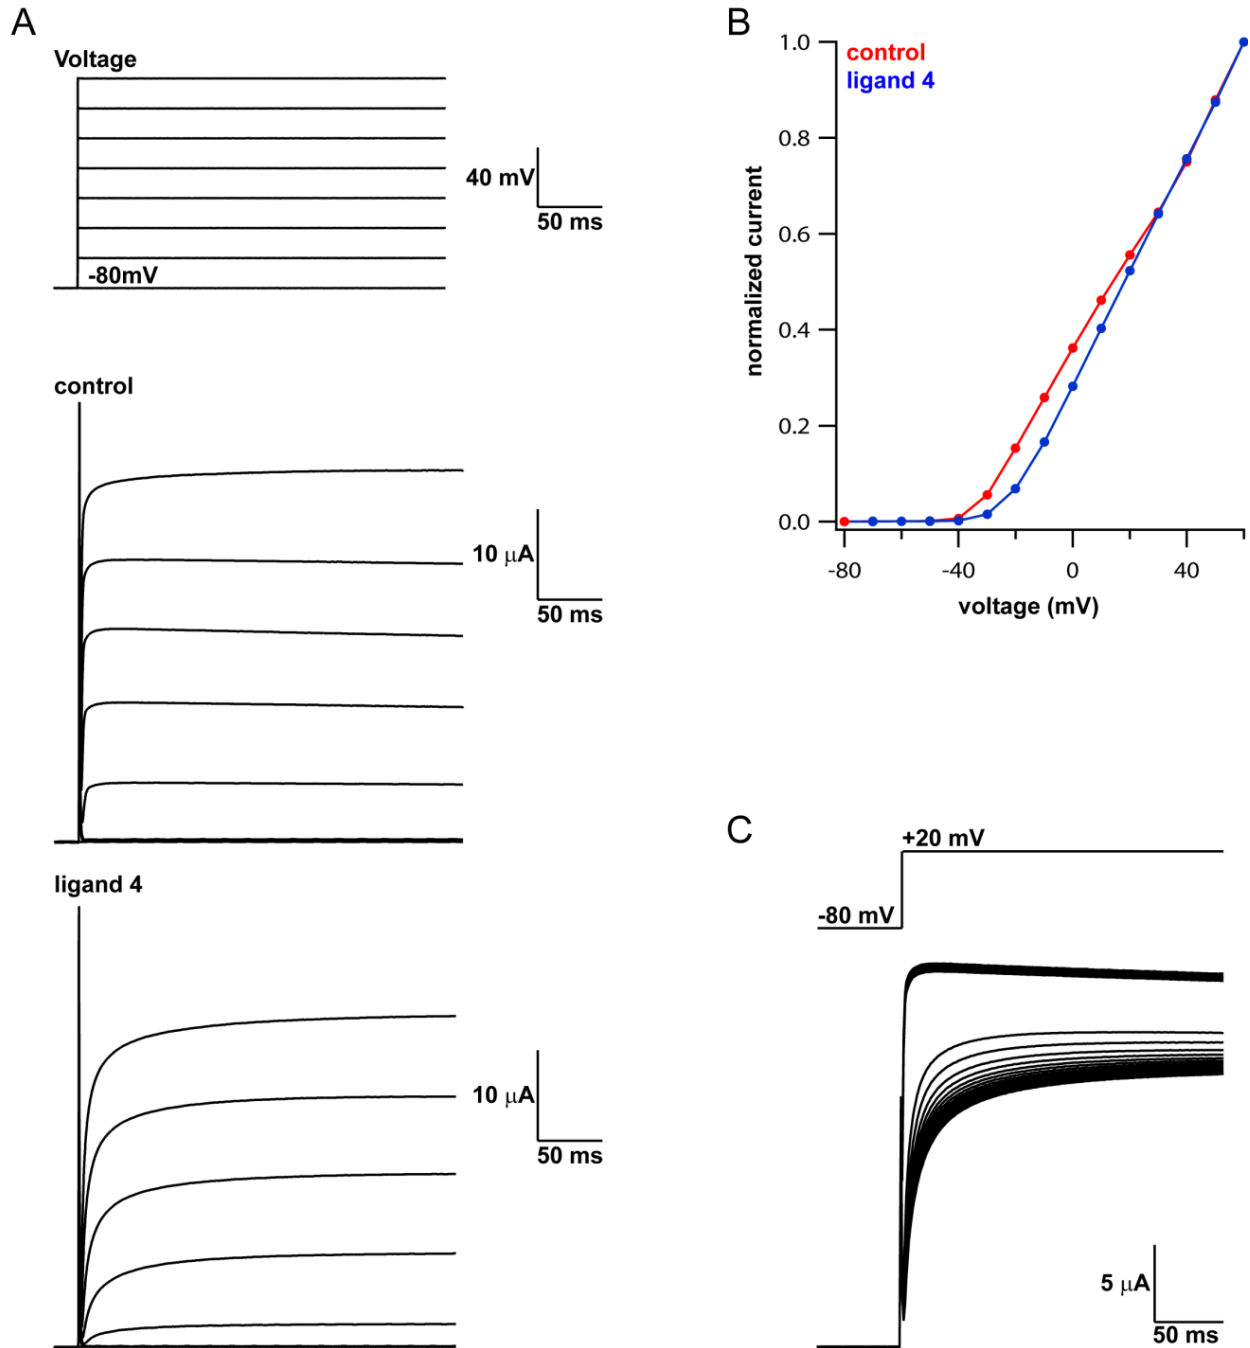 A
Voltage
40 mV
50 ms
-80mV
control
10 μA
50 ms
ligand 4
10 μA
50 ms
B
control
ligand 4
1.0
0.8
0.6
0.4
0.2
0.0
normalized current
-80
-40
0
40
voltage (mV)
C
+20 mV
-80 mV
5 μA
50 ms